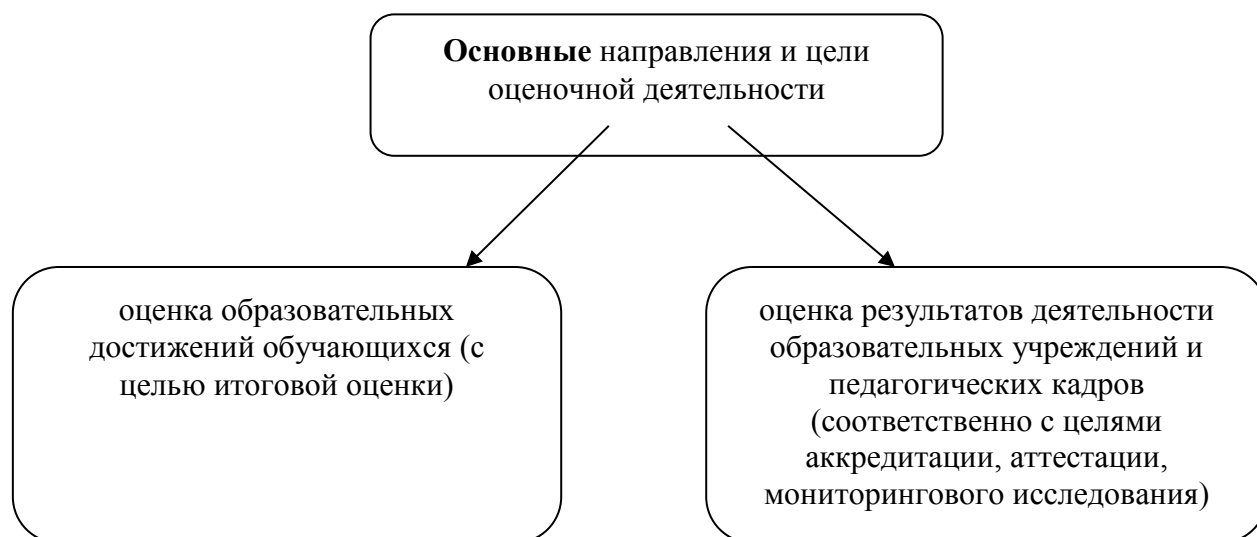 Основные направления и цели
оценочной деятельности
оценка образовательных
достижений обучающихся (с
целью итоговой оценки)
оценка результатов деятельности
образовательных учреждений и
педагогических кадров
(соответственно с целями
аккредитации, аттестации,
мониторингового исследования)